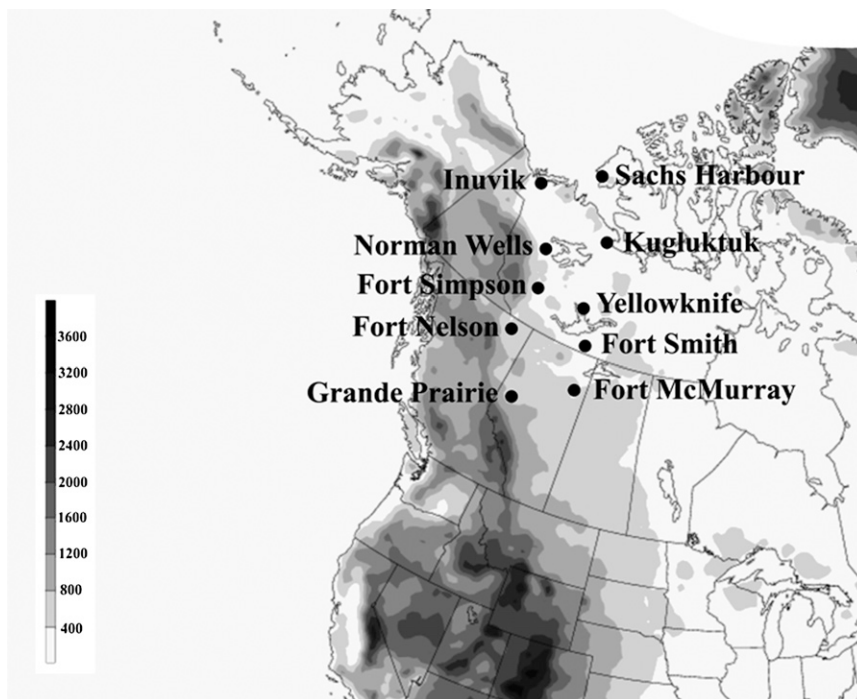 Inuvik
Sachs Harbour
Norman Wells
Kugluktuk
Fort Simpson
Yellowknife
Fort Nelson
Fort Smith
Grande Prairie
Fort McMurray
3600
3200
2800
2400
2000
1600
1200
800
400